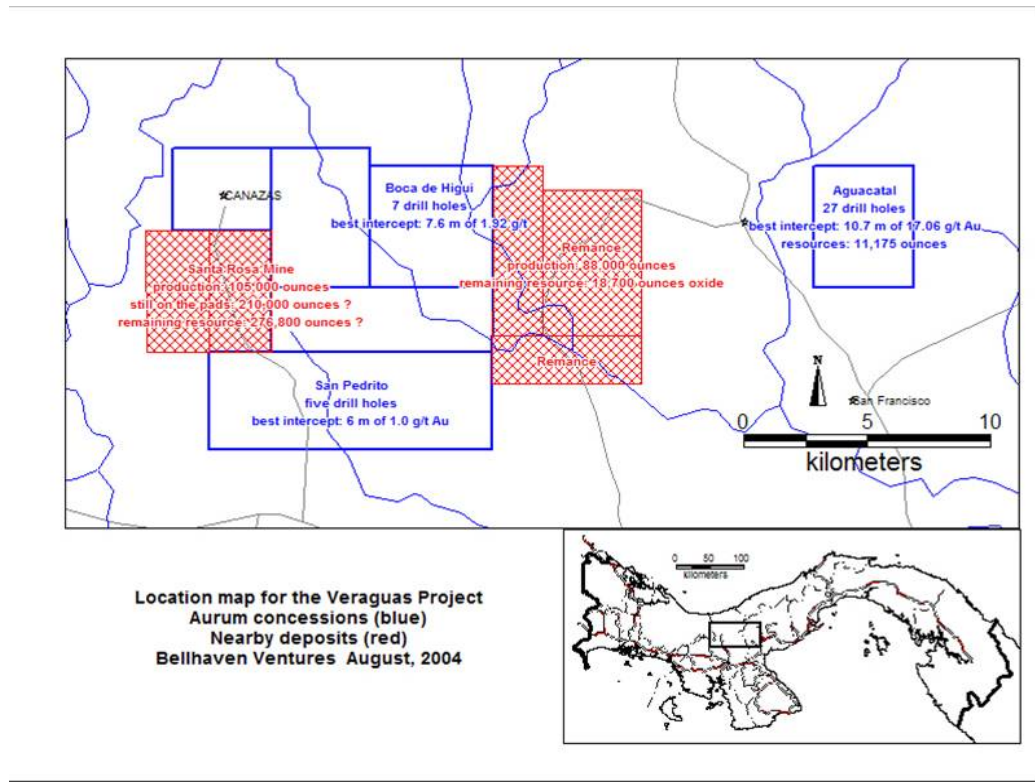 CANAZAS
Boca de Higui
7 drill holes
best intercept: 7.6 m of 1.92 g/t
Aguacatal
27 drill holes
best intercept: 10.7 m of 17.06 g/t Au
resources: 11,175 ounces
Santa Rosa Mine
production: 105,000 ounces
still on the pads: 210,000 ounces ?
remaining resource: 276,800 ounces ?
Remance
production: 88,000 ounces
remaining resource: 18,700 ounces oxide
Remance
San Pedrito
five drill holes
best intercept: 6 m of 1.0 g/t Au
N
San Francisco
0 5 10
kilometers
0 50 100
kilometers
Location map for the Veraguas Project
Aurum concessions (blue)
Nearby deposits (red)
Bellhaven Ventures August, 2004